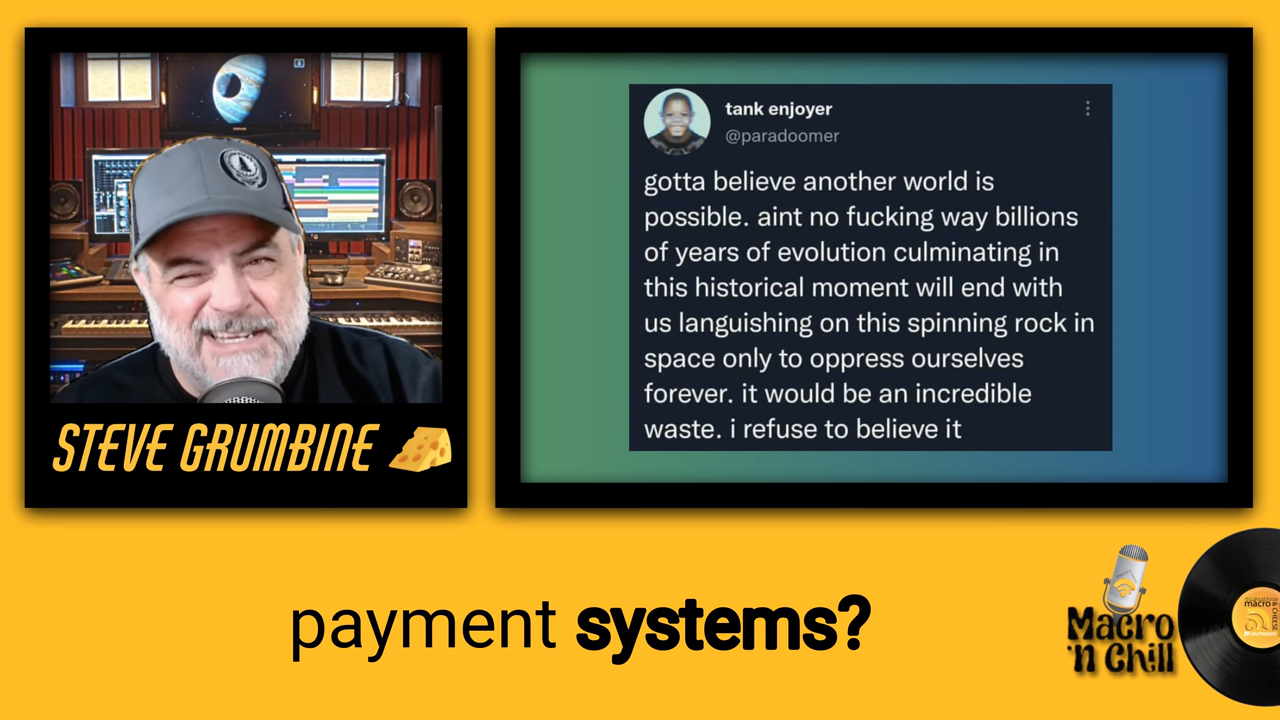 STEVE GRUMBINE
tank enjoyer
@paradoomer
gotta believe another world is
possible. aint no fucking way billions
of years of evolution culminating in
this historical moment will end with
us languishing on this spinning rock in
space only to oppress ourselves
forever. it would be an incredible
waste. i refuse to believe it
payment systems?
Macro
'N Chill
macro